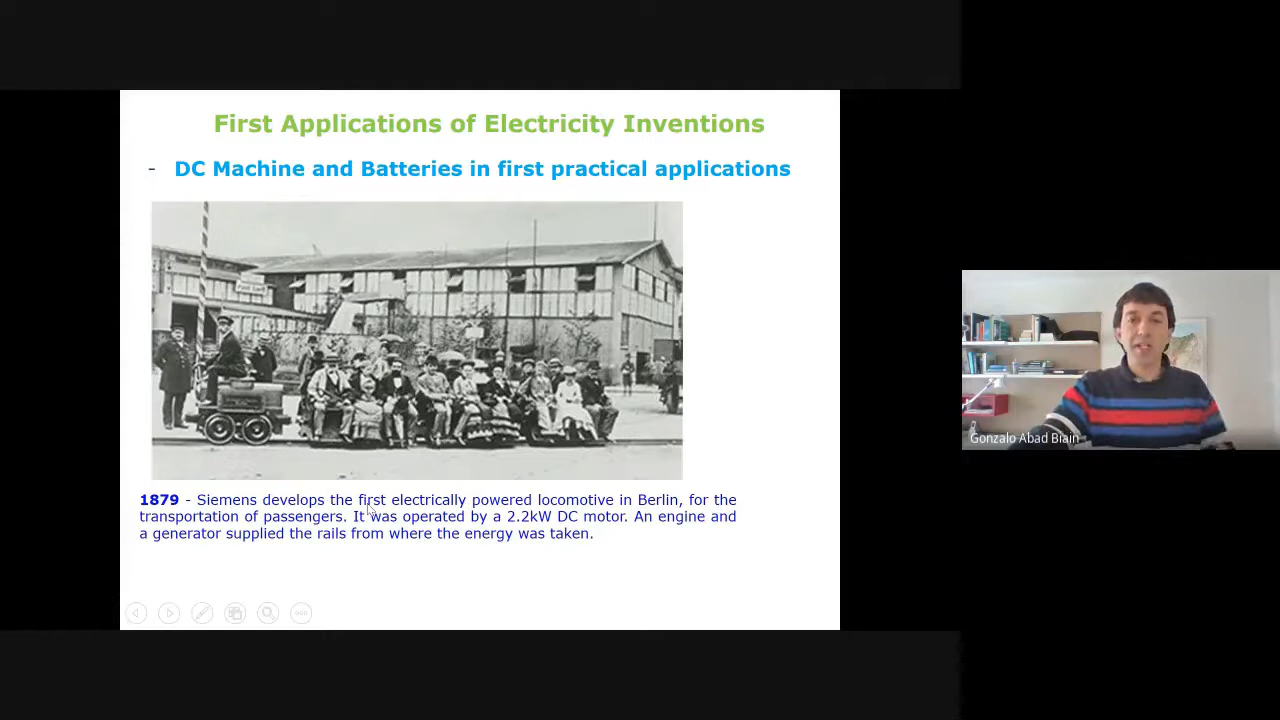 First Applications of Electricity Inventions
- DC Machine and Batteries in first practical applications
1879 - Siemens develops the first electrically powered locomotive in Berlin, for the
transportation of passengers. It was operated by a 2.2kW DC motor. An engine and
a generator supplied the rails from where the energy was taken.
Gonzalo Abad Biain